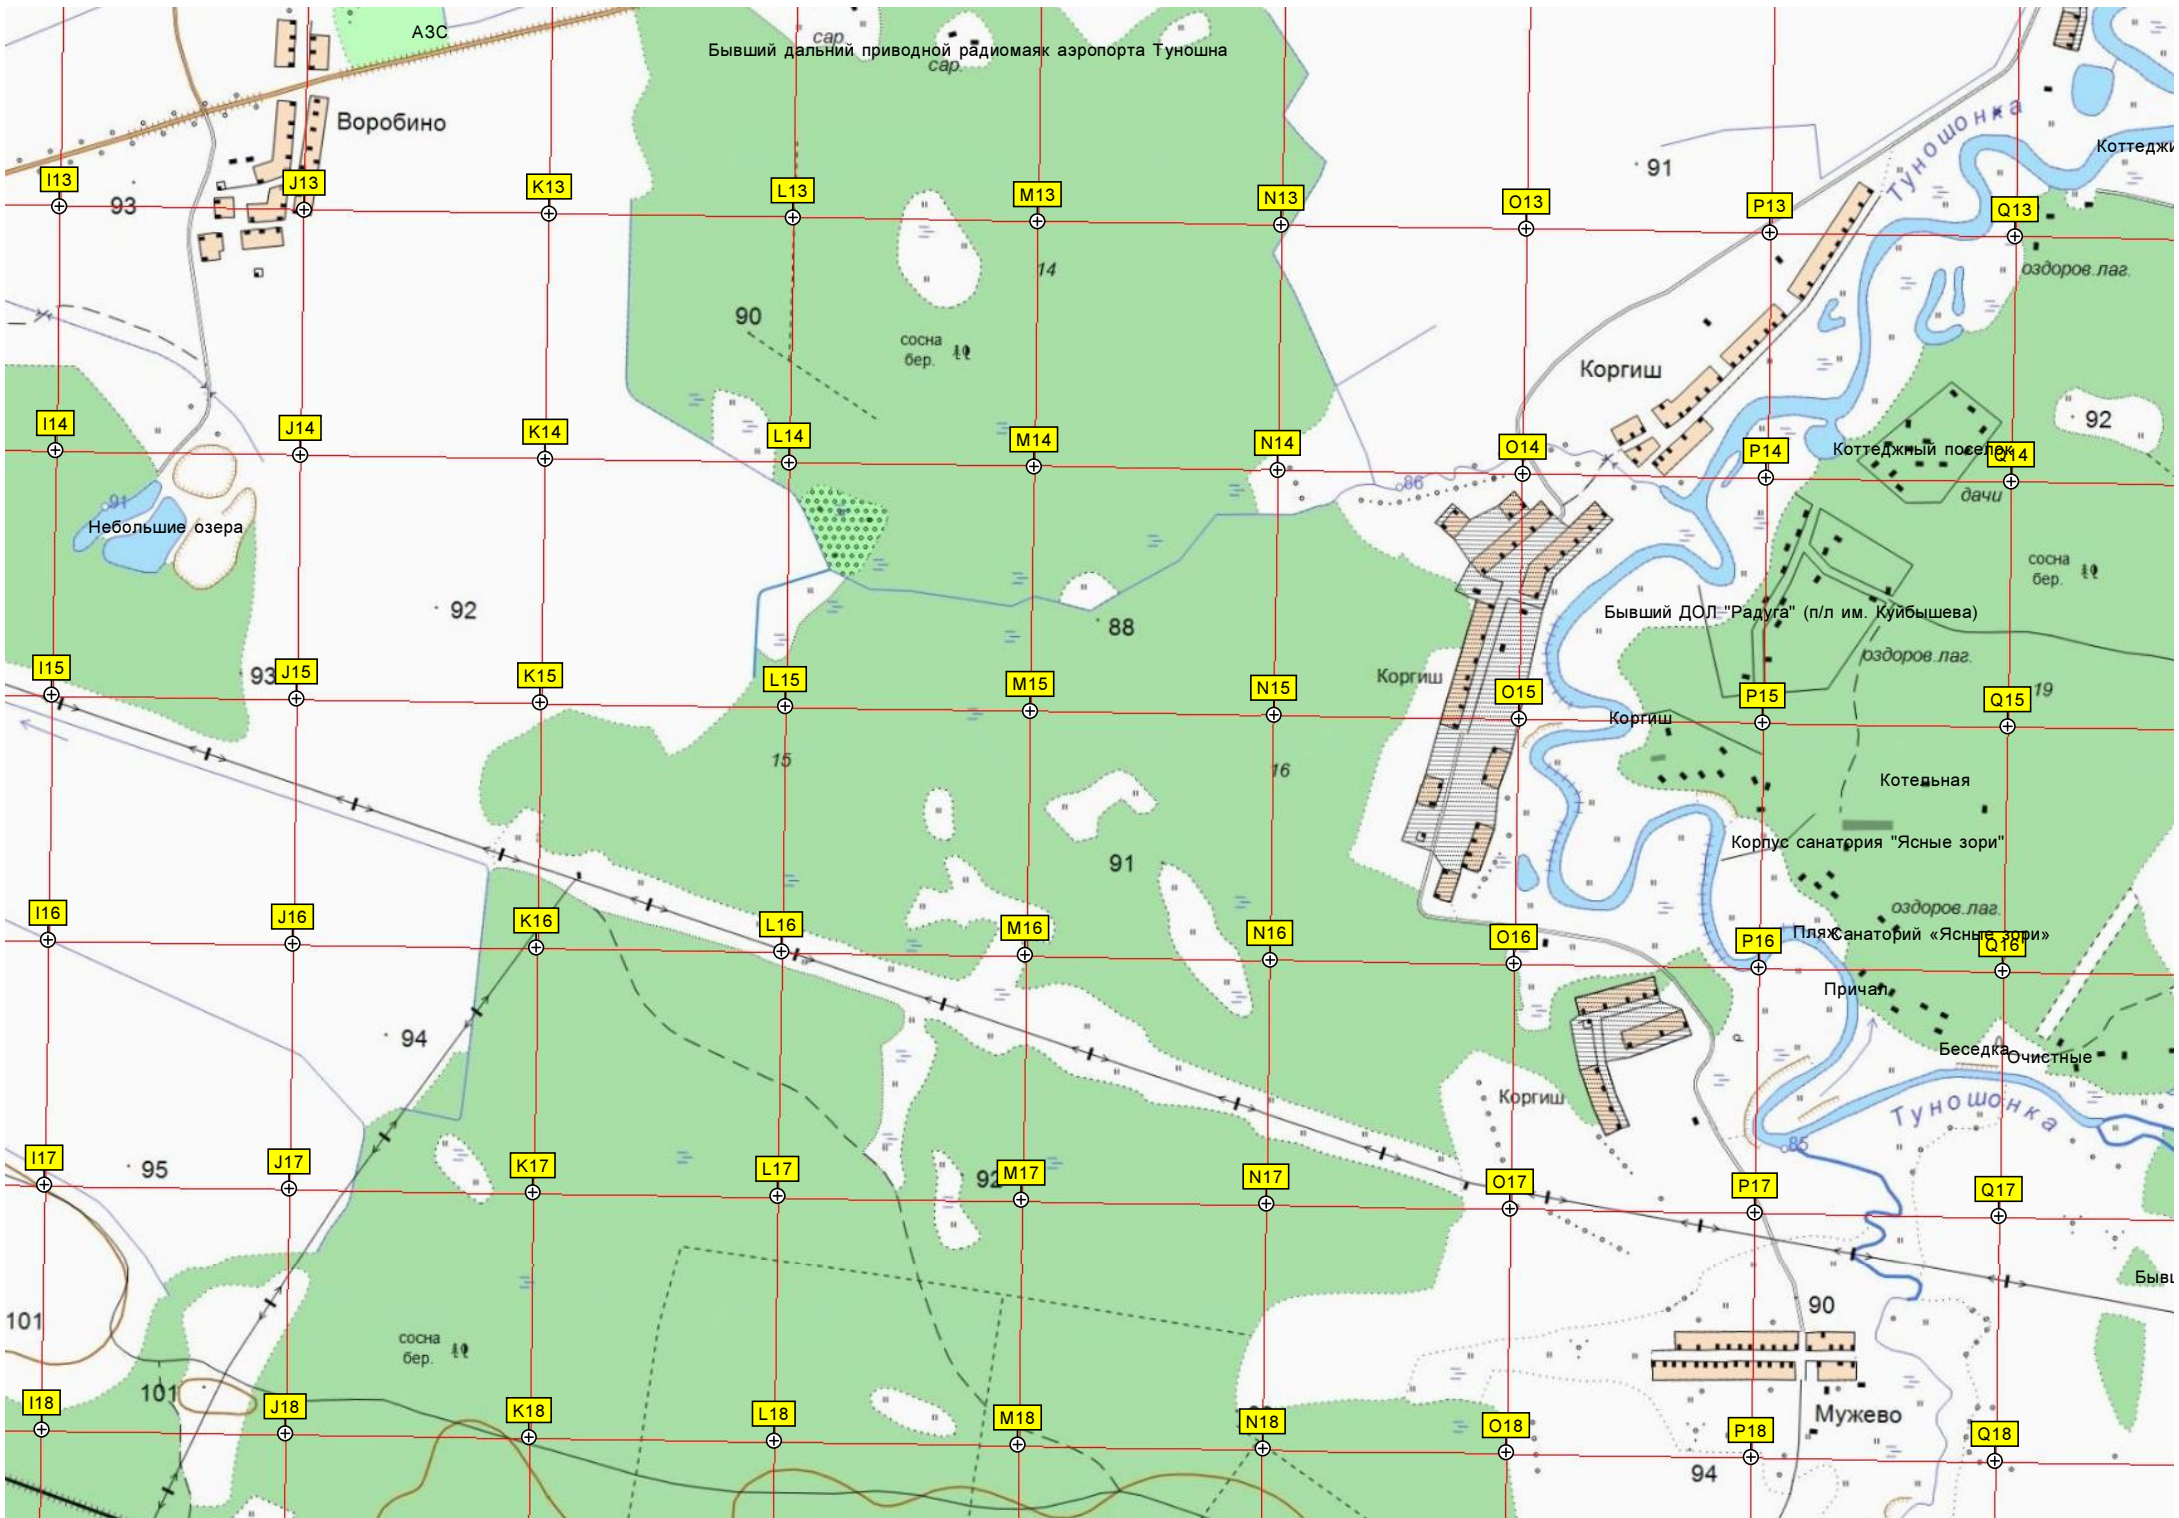 АЗС
сар.
Бывший дальний приводной радиомаяк аэропорта Туношна
сар.
Воробино
Туношонка
91
Коттеджи
I13
J13
K13
L13
M13
N13
O13
P13
Q13
93
14
оздоров.лаг.
90
сосна
бер.
Коргиш
92
I14
J14
K14
L14
M14
N14
O14
P14
Q14
Коттеджный поселок
86
дачи
91
Небольшие озера
сосна
бер.
92
88
Бывший ДОЛ "Радуга" (п/л им. Куйбышева)
оздоров.лаг.
93
Коргиш
19
I15
J15
K15
L15
M15
N15
O15
P15
Q15
Коргиш
15
16
Котельная
91
Корпус санатория "Ясные зори"
оздоров.лаг.
I16
J16
K16
L16
M16
N16
O16
P16
Q16
Пляж
Санаторий «Ясные зори»
Причал
94
Беседка
Очистные
Коргиш
Туношонка
85
95
92
I17
J17
K17
L17
M17
N17
O17
P17
Q17
Бывш
101
90
сосна
бер.
101
I18
J18
K18
L18
M18
N18
O18
P18
Q18
Мужево
94